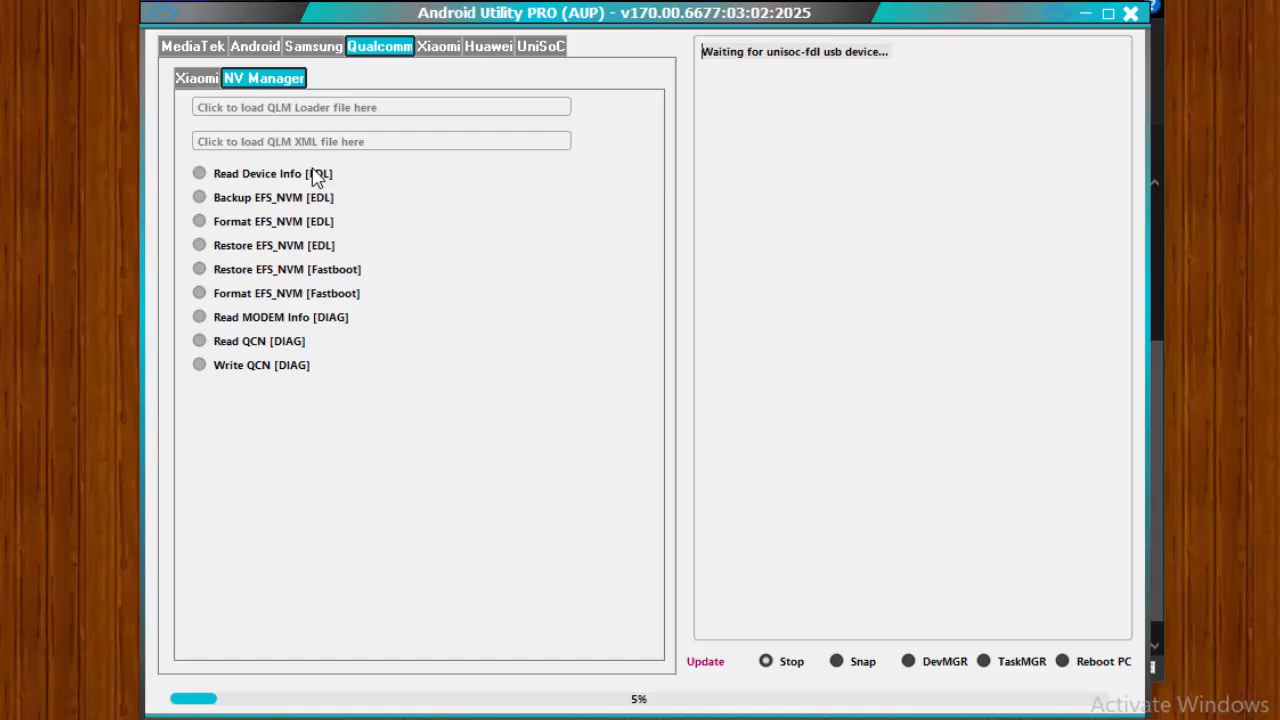 Android Utility PRO (AUP) - v170.00.6677:03:02:2025
MediaTek Android Samsung Qualcomm Xiaomi Huawei UniSoC
Xiaomi NV Manager
Click to load QLM Loader file here
Click to load QLM XML file here
Read Device Info [EDL]
Backup EFS_NVM [EDL]
Format EFS_NVM [EDL]
Restore EFS_NVM [EDL]
Restore EFS_NVM [Fastboot]
Format EFS_NVM [Fastboot]
Read MODEM Info [DIAG]
Read QCN [DIAG]
Write QCN [DIAG]
Waiting for unisoc-fdl usb device...
Update Stop Snap DevMGR TaskMGR Reboot PC
5%
Activate Windows